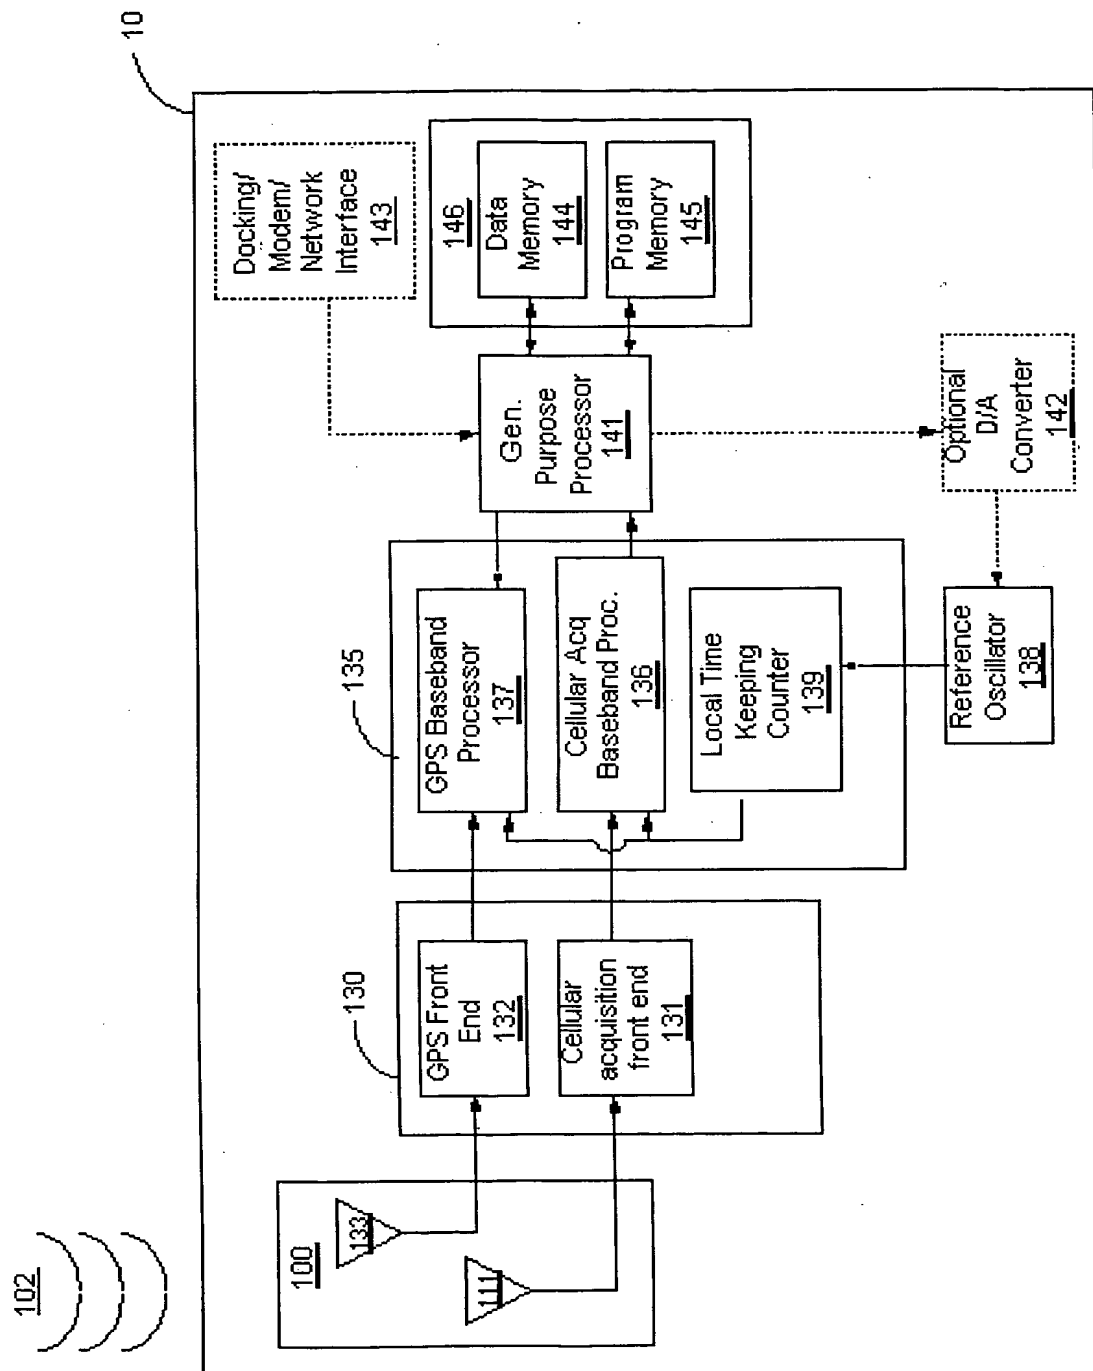 102
10
100
133
111
130
GPS Front
End
132
Cellular
acquisition
front end
131
135
GPS Baseband
Processor
137
Cellular Acq
Baseband Proc.
136
Local Time
Keeping
Counter
139
Reference
Oscillator
138
Gen.
Purpose
Processor
141
Optional
D/A
Converter
142
Docking/
Modem/
Network
Interface
143
146
Data
Memory
144
Program
Memory
145